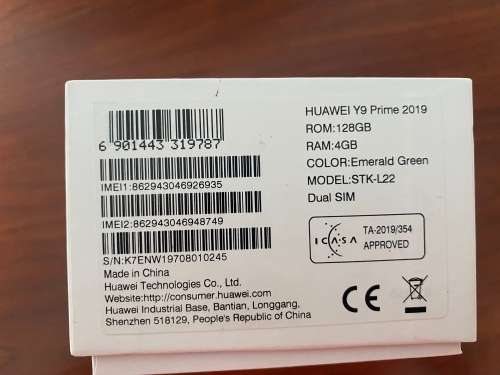 6 901443 319787
IMEI1:862943046926935
IMEI2:862943046948749
S/N:K7ENW19708010245
Made in China
Huawei Technologies Co., Ltd.
Website:http://consumer.huawei.com
Huawei Industrial Base, Bantian, Longgang,
Shenzhen 518129, People's Republic of China
HUAWEI Y9 Prime 2019
ROM:128GB
RAM:4GB
COLOR:Emerald Green
MODEL:STK-L22
Dual SIM
ICASA
TA-2019/354
APPROVED
CE